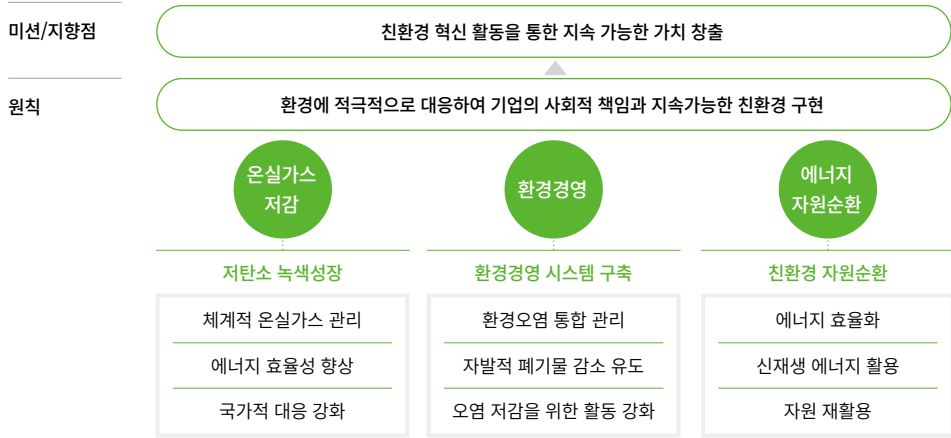 미션/지향점
친환경 혁신 활동을 통한 지속 가능한 가치 창출
원칙
환경에 적극적으로 대응하여 기업의 사회적 책임과 지속가능한 친환경 구현
온실가스
저감
환경경영
에너지
자원순환
저탄소 녹색성장
환경경영 시스템 구축
친환경 자원순환
체계적 온실가스 관리
환경오염 통합 관리
에너지 효율화
에너지 효율성 향상
자발적 폐기물 감소 유도
신재생 에너지 활용
국가적 대응 강화
오염 저감을 위한 활동 강화
자원 재활용